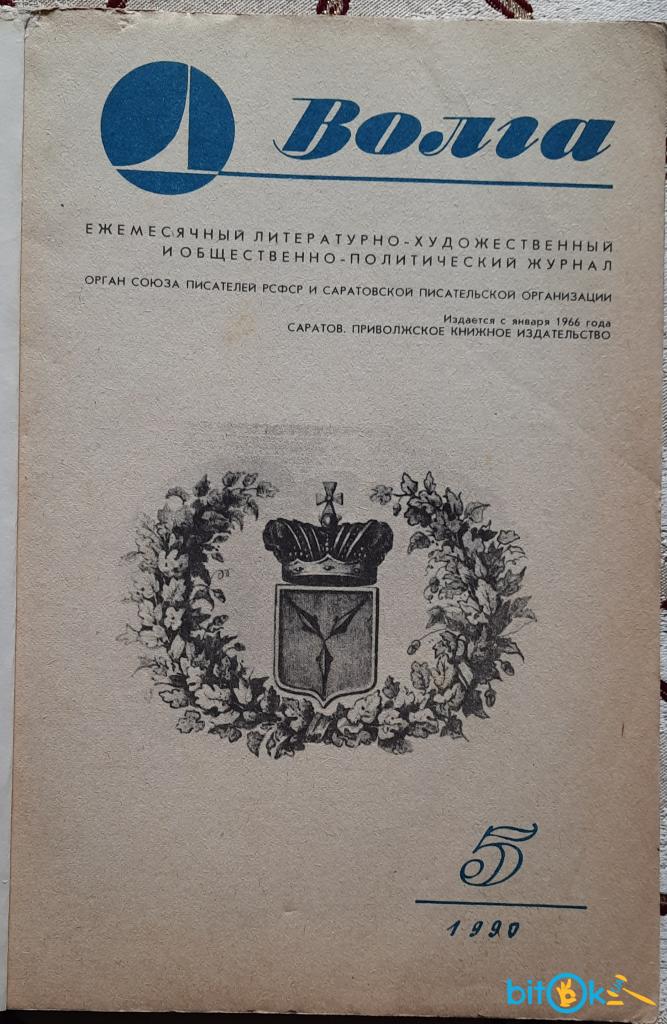 Волга
ЕЖЕМЕСЯЧНЫЙ ЛИТЕРАТУРНО-ХУДОЖЕСТВЕННЫЙ
И ОБЩЕСТВЕННО-ПОЛИТИЧЕСКИЙ ЖУРНАЛ
ОРГАН СОЮЗА ПИСАТЕЛЕЙ РСФСР И САРАТОВСКОЙ ПИСАТЕЛЬСКОЙ ОРГАНИЗАЦИИ
Издается с января 1966 года
САРАТОВ. ПРИВОЛЖСКОЕ КНИЖНОЕ ИЗДАТЕЛЬСТВО
5
1990
bitOk